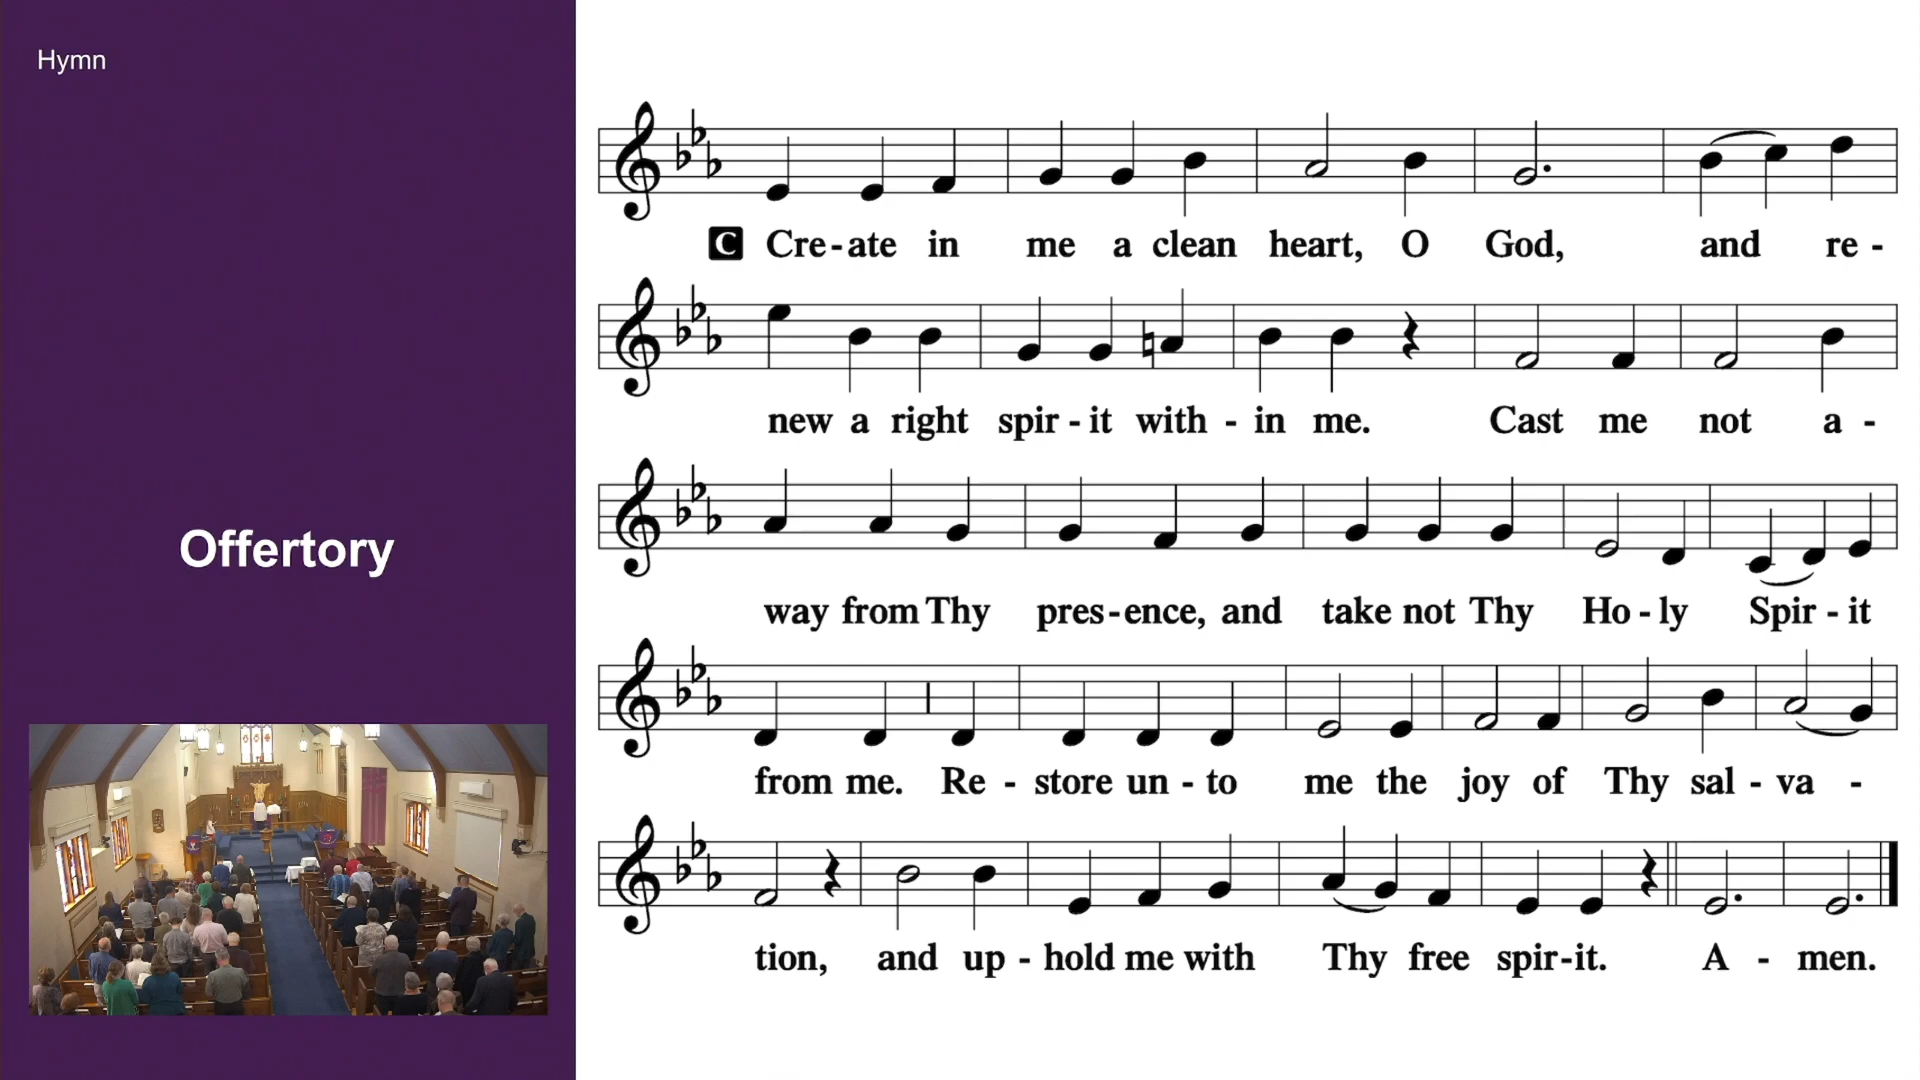 Hymn
Offertory
C Cre-ate in me a clean heart, O God, and re -
new a right spir - it with - in me. Cast me not a -
way from Thy pres-ence, and take not Thy Ho - ly Spir - it
from me. Re - store un - to me the joy of Thy sal - va -
tion, and up - hold me with Thy free spir-it. A - men.